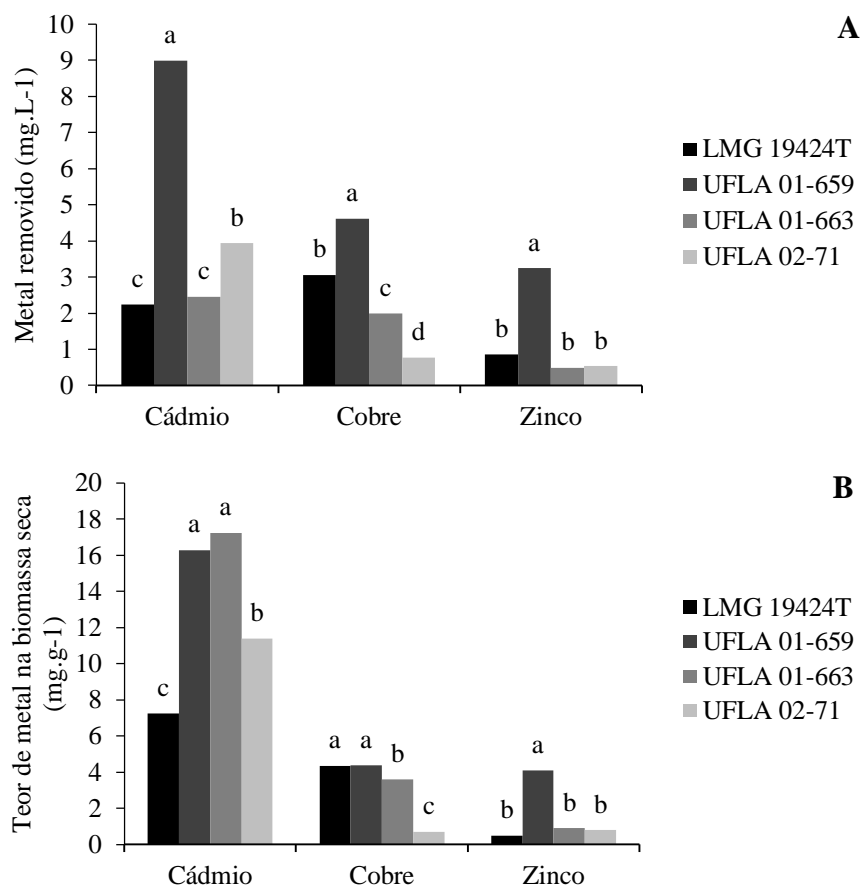 A
Metal removido (mg.L-1)
10
9
8
7
6
5
4
3
2
1
0
a
c
c
b
b
a
c
d
b
a
b
b
Cádmio
Cobre
Zinco
LMG 19424T
UFLA 01-659
UFLA 01-663
UFLA 02-71
B
Teor de metal na biomassa seca
(mg.g-1)
20
18
16
14
12
10
8
6
4
2
0
c
a
a
b
a
a
b
c
b
a
b
b
Cádmio
Cobre
Zinco
LMG 19424T
UFLA 01-659
UFLA 01-663
UFLA 02-71